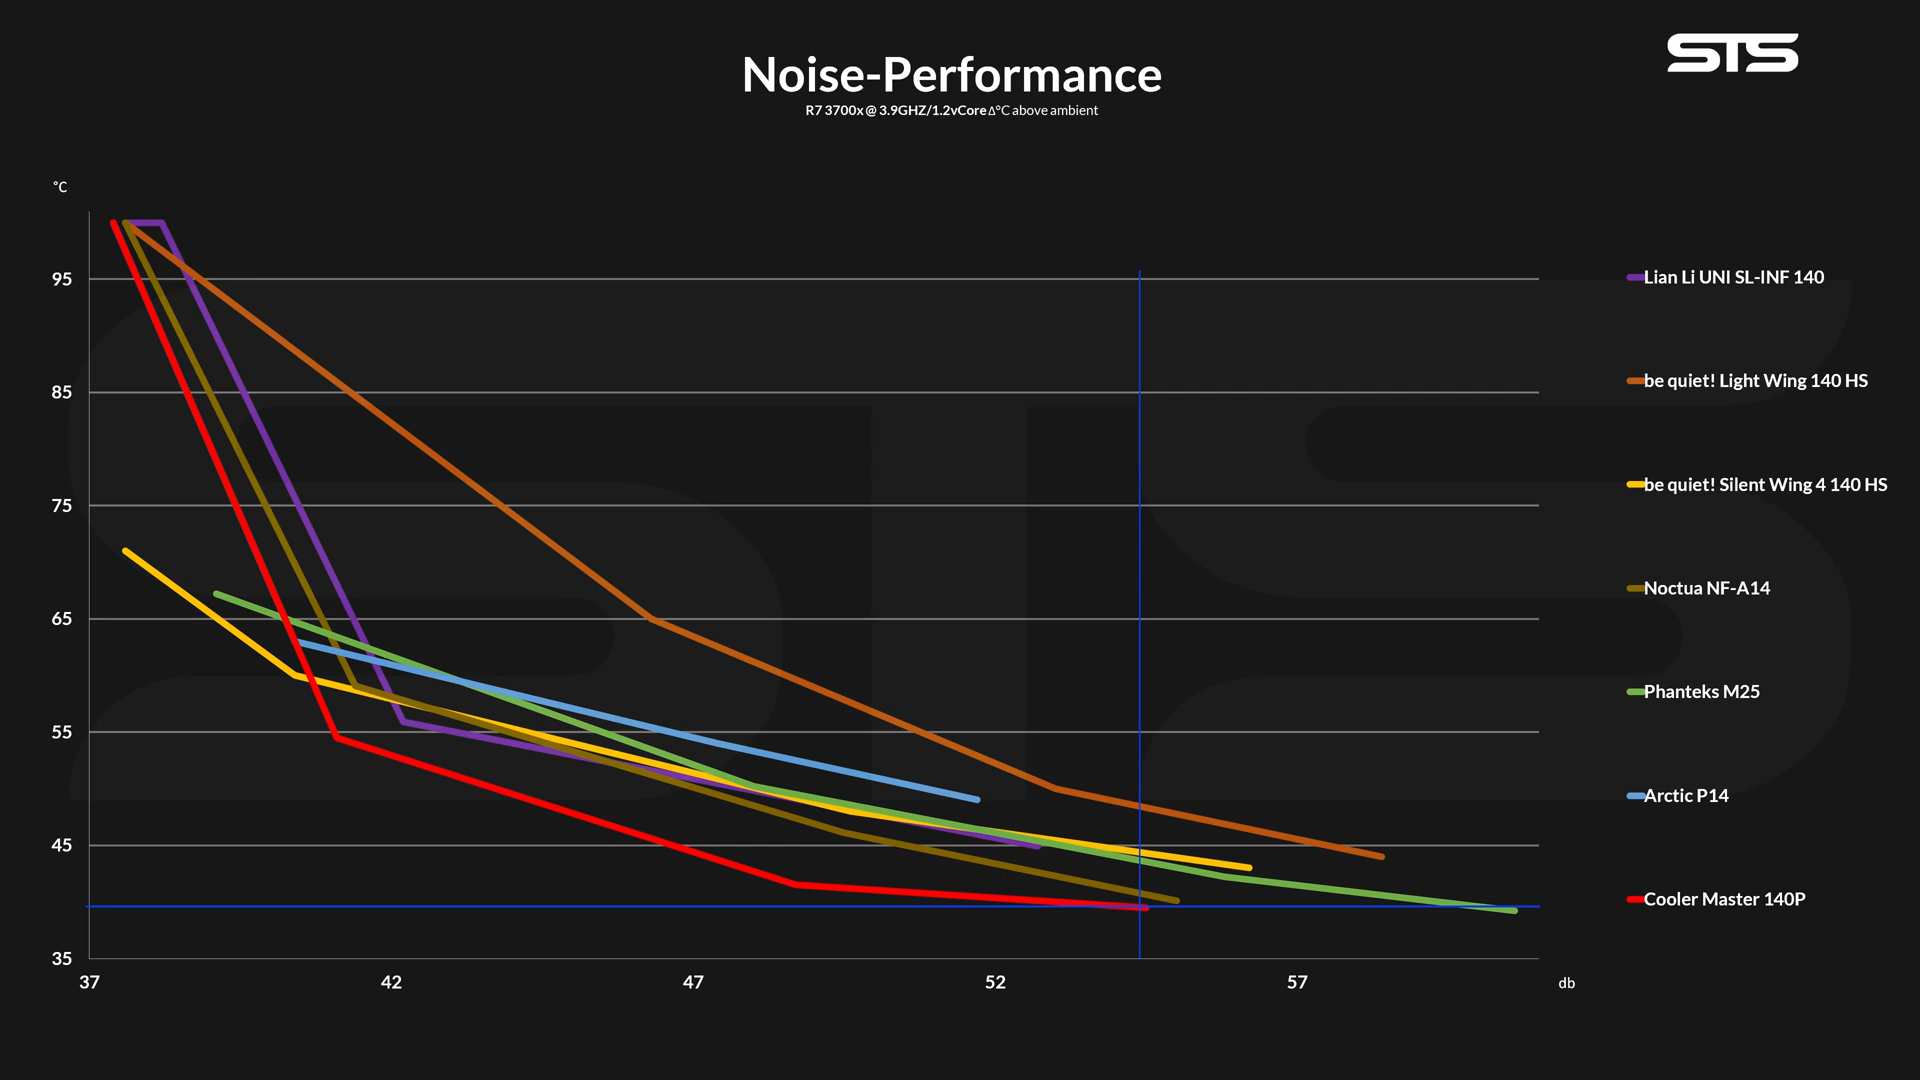 STS
Noise-Performance
R7 3700x @ 3.9GHZ/1.2vCore Δ°C above ambient
°C
95
85
75
65
55
45
35
37 42 47 52 57 db
Lian Li UNI SL-INF 140
be quiet! Light Wing 140 HS
be quiet! Silent Wing 4 140 HS
Noctua NF-A14
Phanteks M25
Arctic P14
Cooler Master 140P